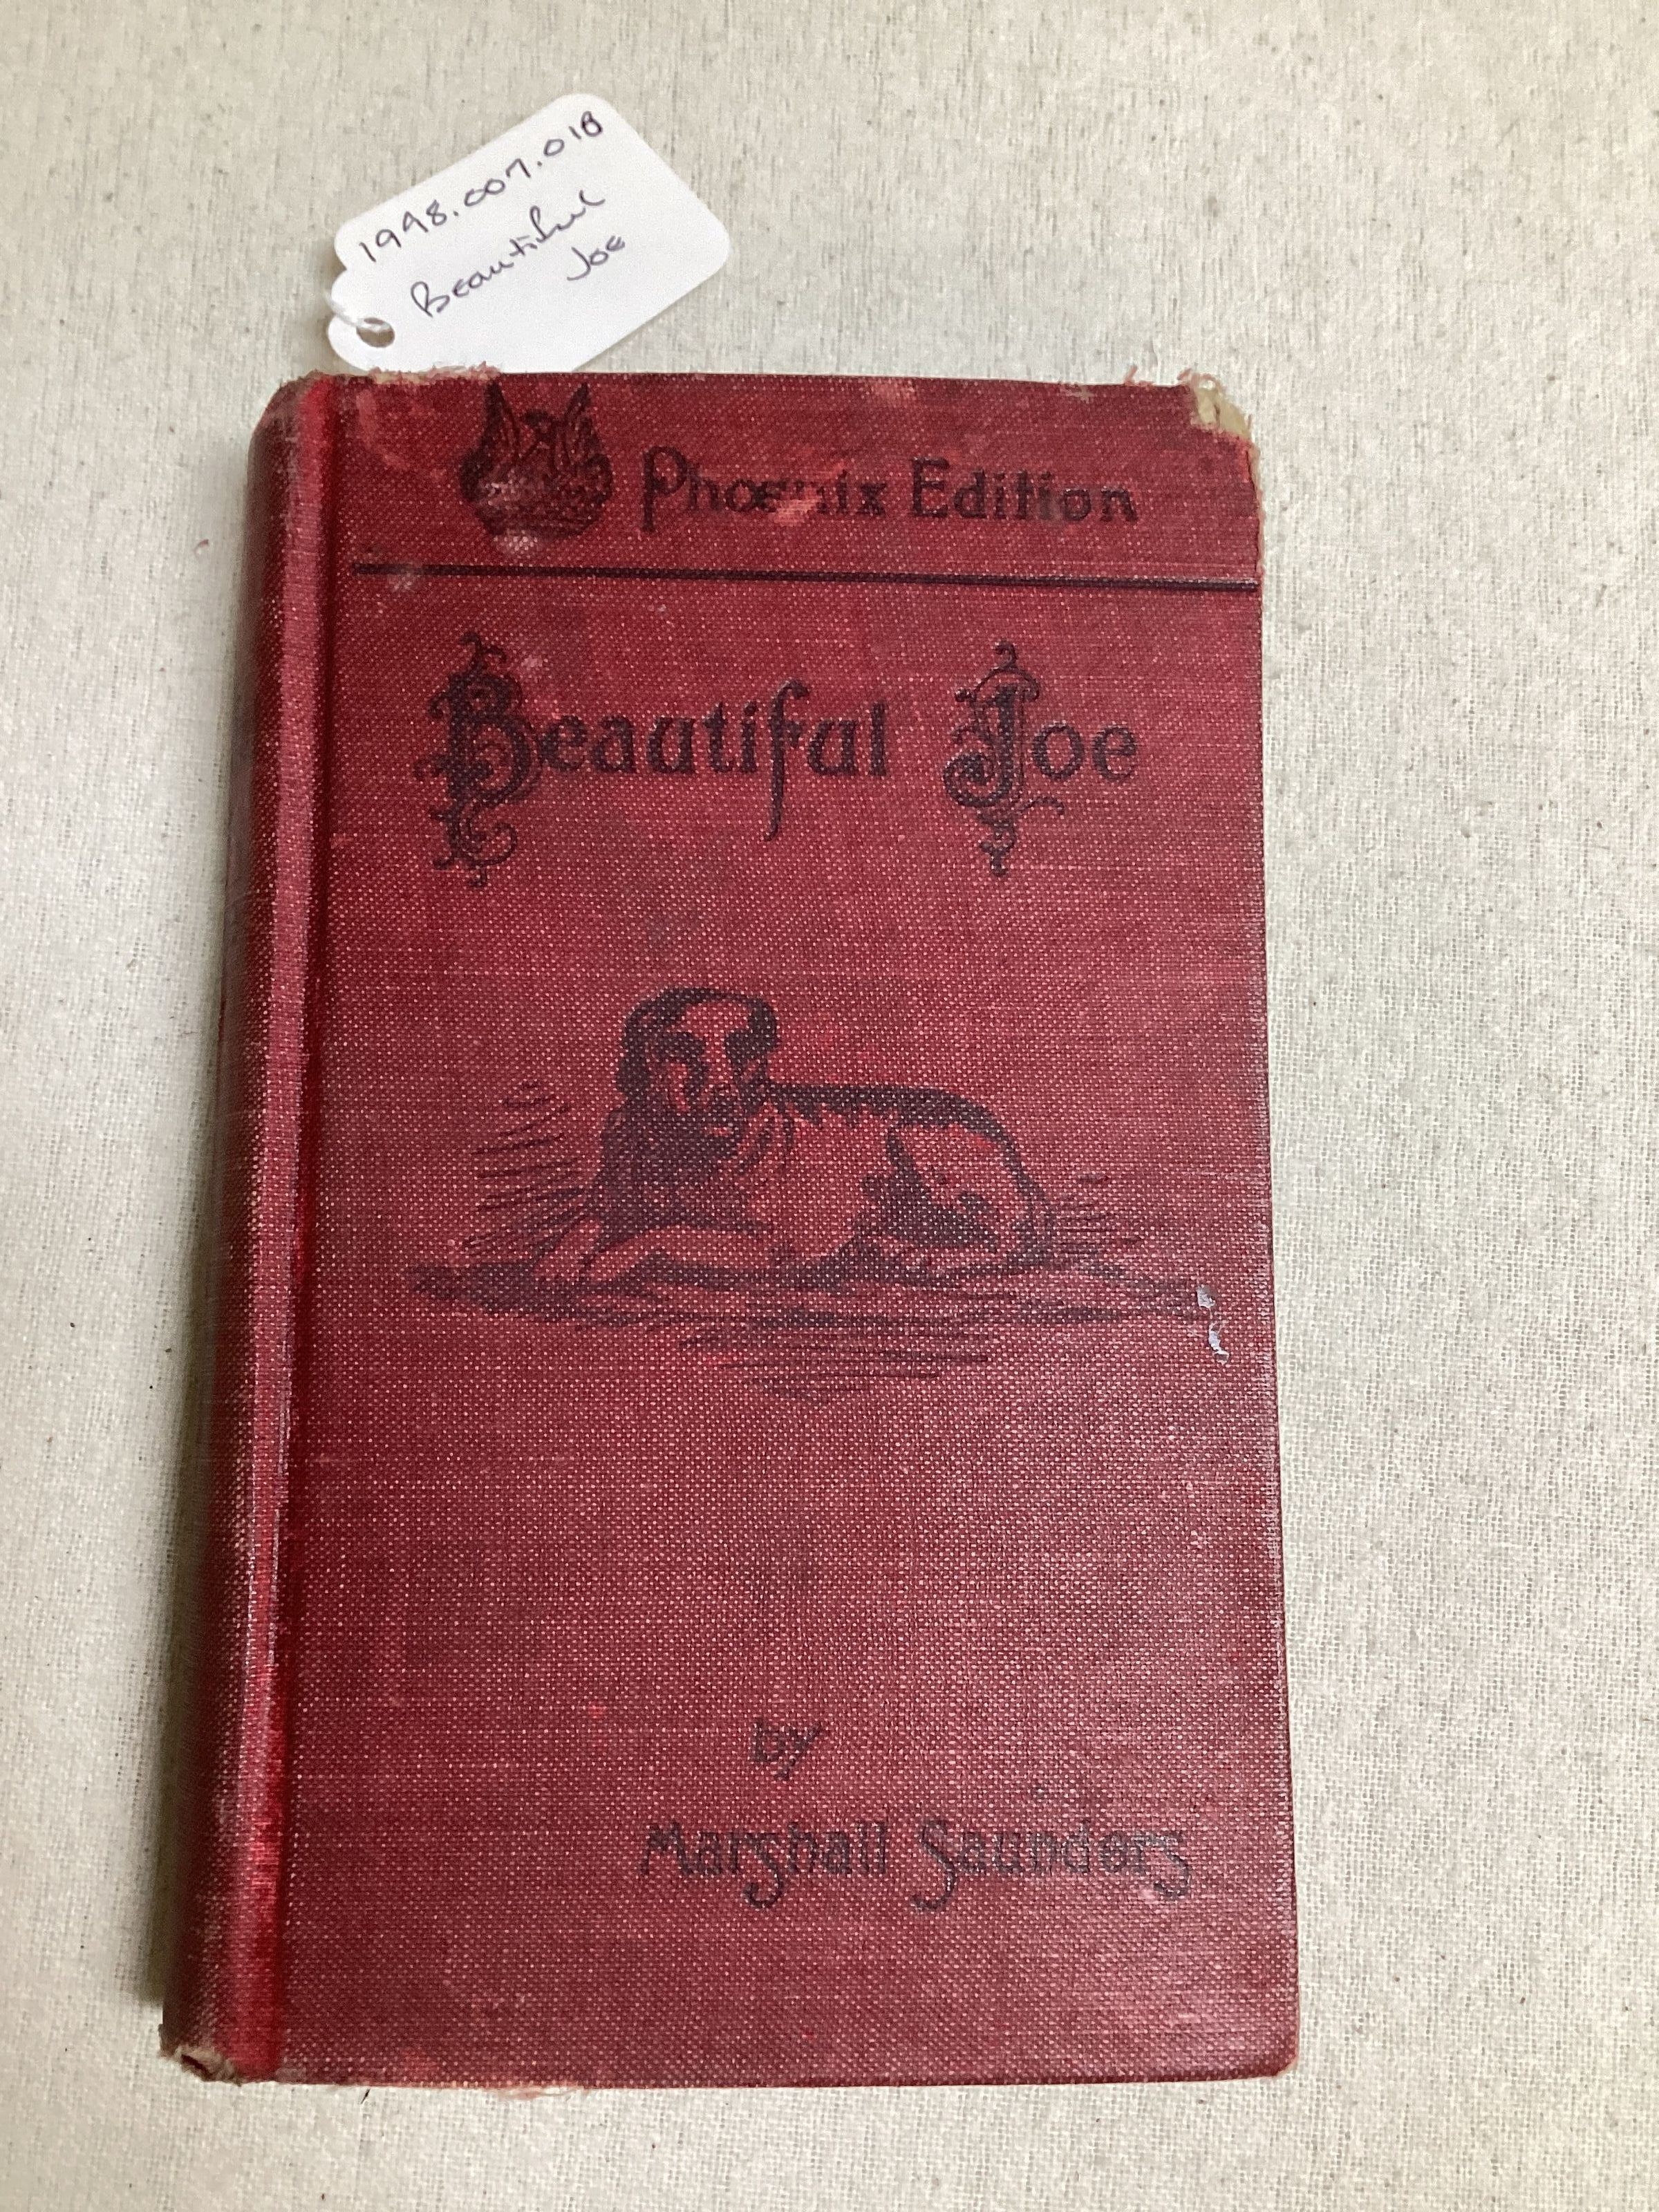 1998.007.018
Beautiful
Joe
Phoenix Edition
Beautiful Joe
by
Marshall Saunders